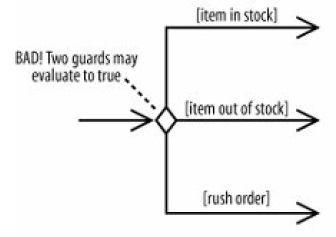 [item in stock]
BAD! Two guards may
evaluate to true
[item out of stock]
[rush order]